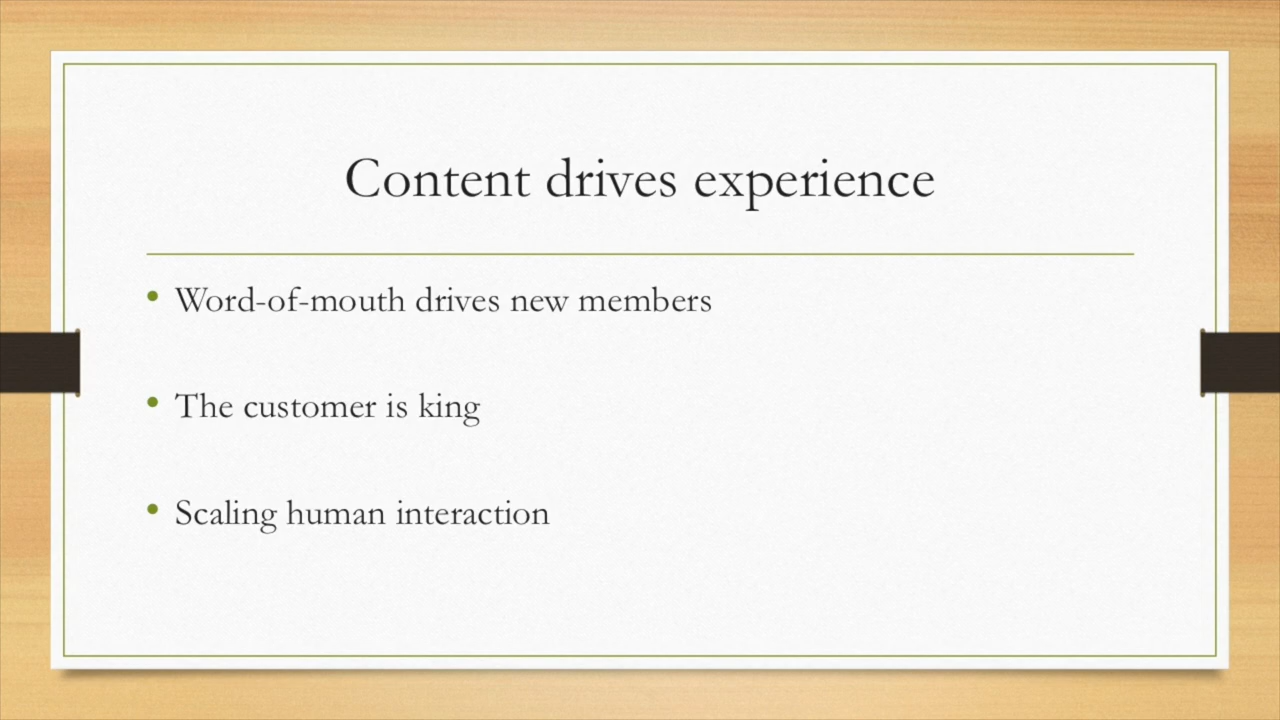 Content drives experience
• Word-of-mouth drives new members
• The customer is king
• Scaling human interaction